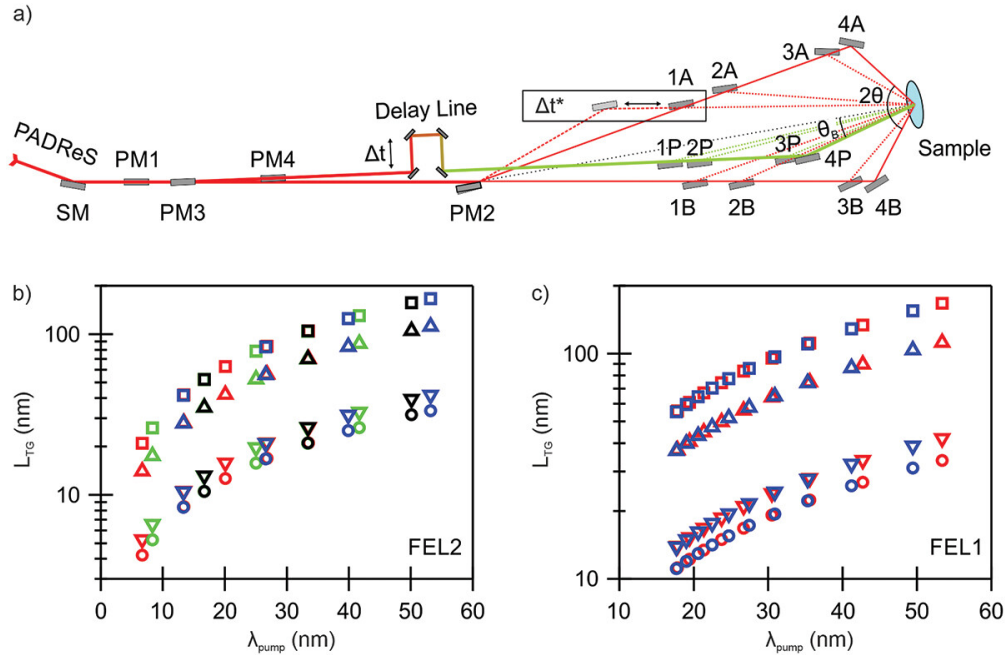 a)
4A
3A
2A
1A
2θ
Δt*
Delay Line
PADReS
Δt
θB
1P 2P
3P
Sample
PM1
PM4
4P
SM
PM3
PM2
1B
2B
3B
4B
b)
c)
100
10
LTG (nm)
FEL2
0
10
20
30
40
50
60
λpump (nm)
100
10
LTG (nm)
FEL1
10
20
30
40
50
60
λpump (nm)